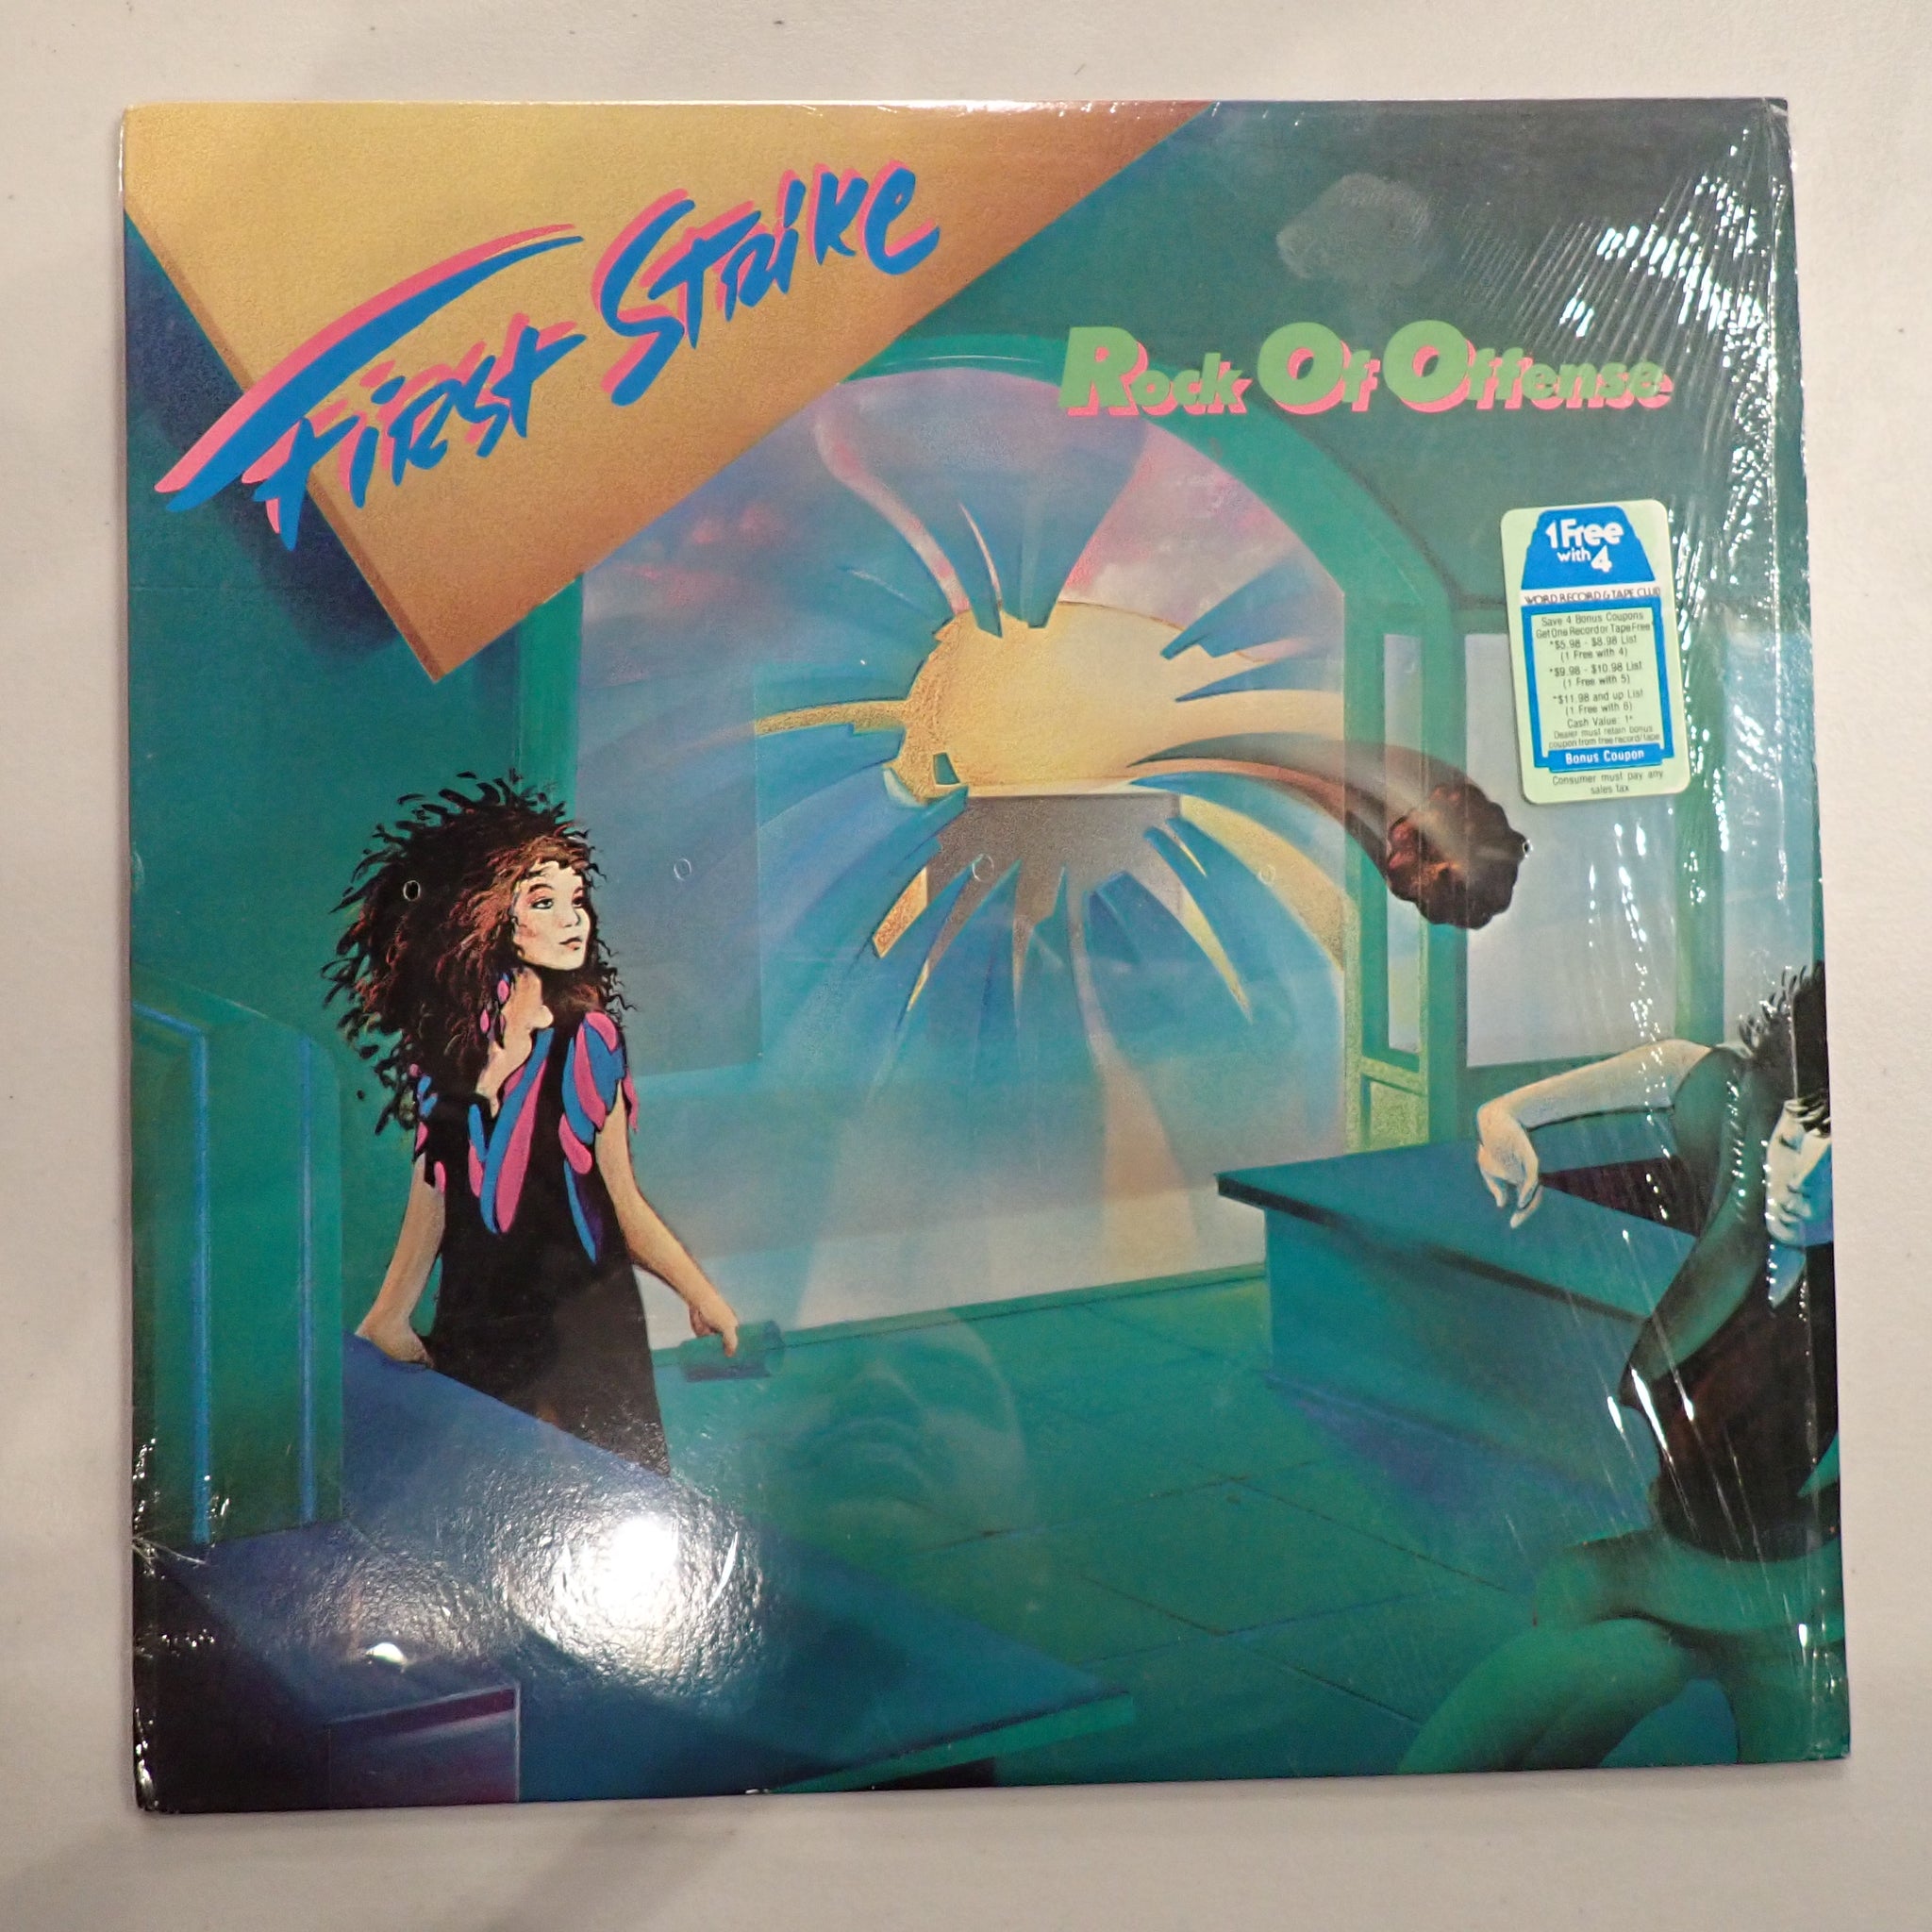 First Strike
Rock Of Offense
1 Free
with 4
WORD RECORD & TAPE CLUB
Save 4 Bonus Coupons
Get One Record or Tape Free
*$5.98 - $8.98 List
(1 Free with 4)
*$9.98 - $10.98 List
(1 Free with 5)
*$11.98 and up List
(1 Free with 6)
Cash Value: 1¢
Dealer must retain bonus
coupon from free record/tape
Bonus Coupon
Consumer must pay any
sales tax